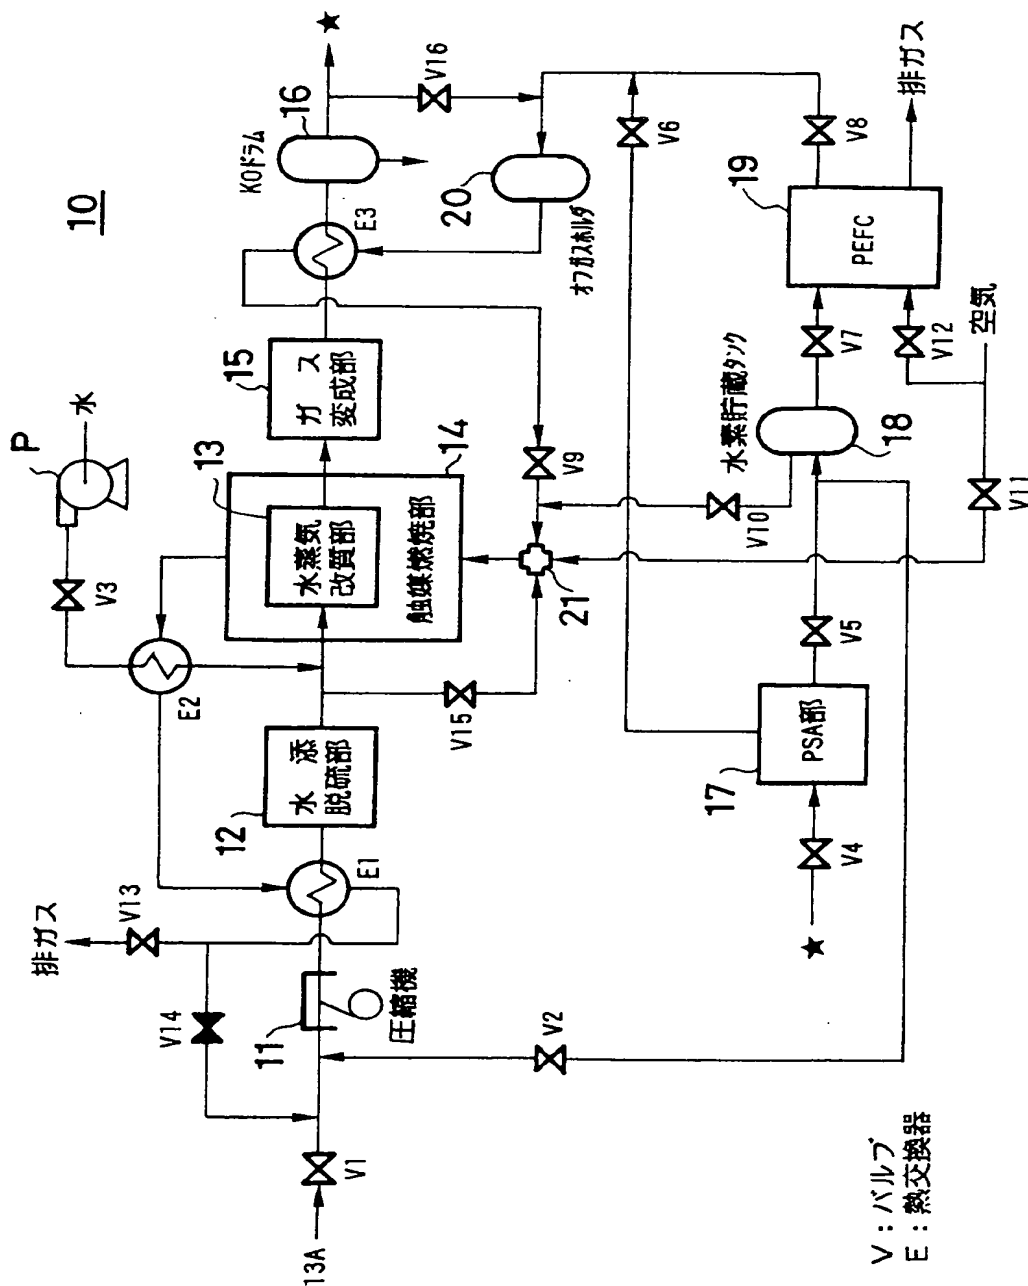 10
★
V16
16
KOドラム
E3
20
オフガスホルダ
V6
V8
排ガス
19
PEFC
15
ガス
変成部
P
水
V3
13
水蒸気
改質部
14
触媒燃焼部
V9
21
V10
水素貯蔵タンク
18
V7
V12
空気
V11
E2
12
水添
脱硫部
V15
E1
V5
17
PSA部
V4
★
排ガス
V13
V14
11
圧縮機
V2
V1
13A
V：バルブ
E：熱交換器